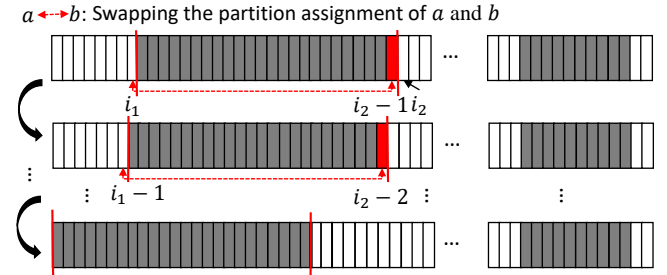 a ↔ b: Swapping the partition assignment of a and b
...
i₁ i₂ − 1 i₂
...
i₁ − 1 i₂ − 2
...